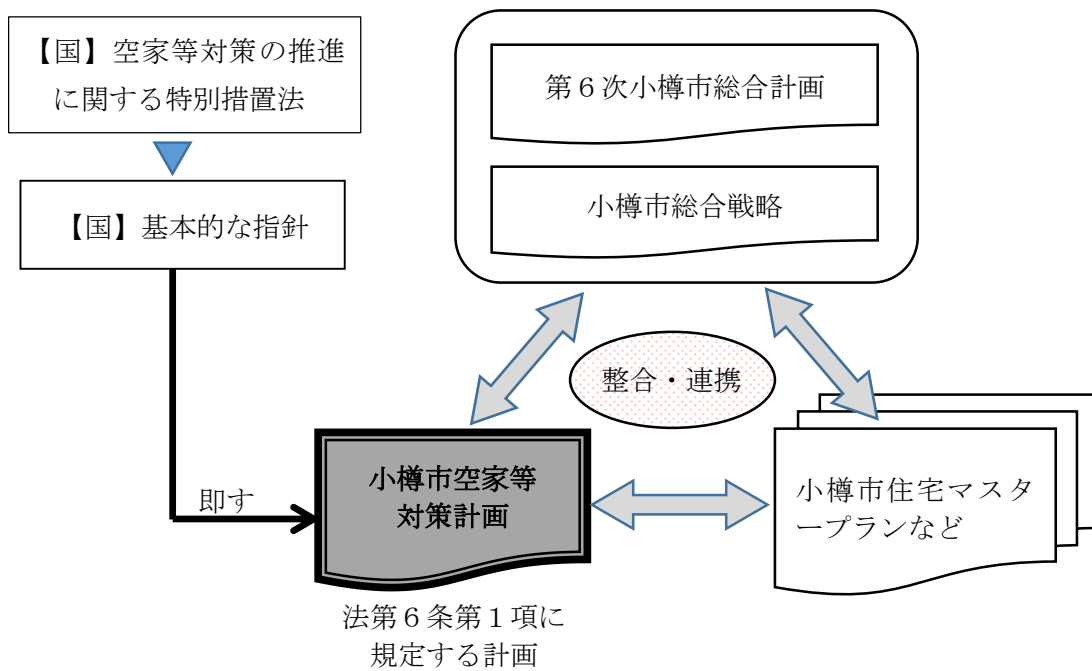 【国】空家等対策の推進
に関する特別措置法
【国】基本的な指針
第６次小樽市総合計画
小樽市総合戦略
整合・連携
即す
小樽市空家等
対策計画
小樽市住宅マスタ
ープランなど
法第６条第１項に
規定する計画